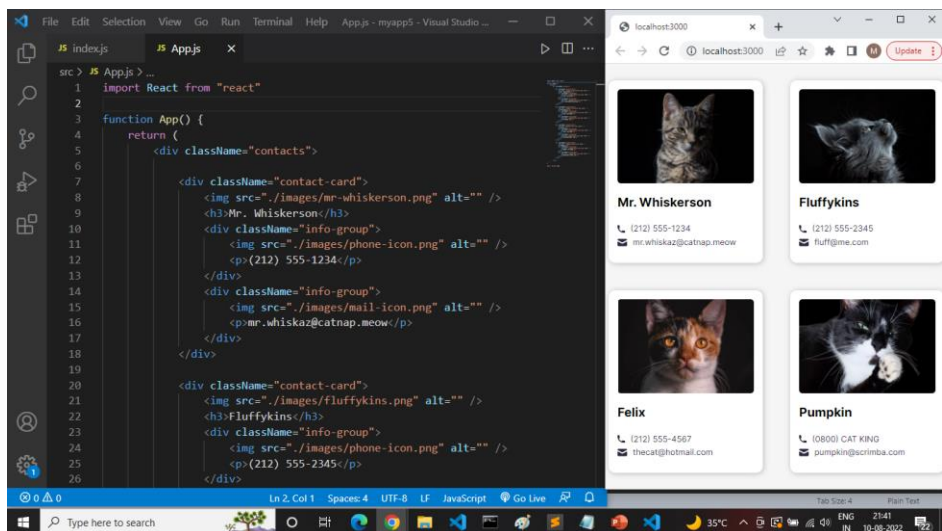 File Edit Selection View Go Run Terminal Help App.js - myapp5 - Visual Studio ...
JS index.js JS App.js
src > JS App.js > ...
1 import React from "react"
2
3 function App() {
4 return (
5 <div className="contacts">
6
7 <div className="contact-card">
8 <img src="./images/mr-whiskerson.png" alt="" />
9 <h3>Mr. Whiskerson</h3>
10 <div className="info-group">
11 <img src="./images/phone-icon.png" alt="" />
12 <p>(212) 555-1234</p>
13 </div>
14 <div className="info-group">
15 <img src="./images/mail-icon.png" alt="" />
16 <p>mr.whiskaz@catnap.meow</p>
17 </div>
18 </div>
19
20 <div className="contact-card">
21 <img src="./images/fluffykins.png" alt="" />
22 <h3>Fluffykins</h3>
23 <div className="info-group">
24 <img src="./images/phone-icon.png" alt="" />
25 <p>(212) 555-2345</p>
26 </div>
1
0 0 Ln 2, Col 1 Spaces: 4 UTF-8 LF JavaScript Go Live
localhost:3000
localhost:3000 M Update
Mr. Whiskerson
(212) 555-1234
mr.whiskaz@catnap.meow
Fluffykins
(212) 555-2345
fluff@me.com
Felix
(212) 555-4567
thecat@hotmail.com
Pumpkin
(0800) CAT KING
pumpkin@scrimba.com
Tab Size: 4 Plain Text
Type here to search 35°C ENG 21:41
IN 10-08-2022